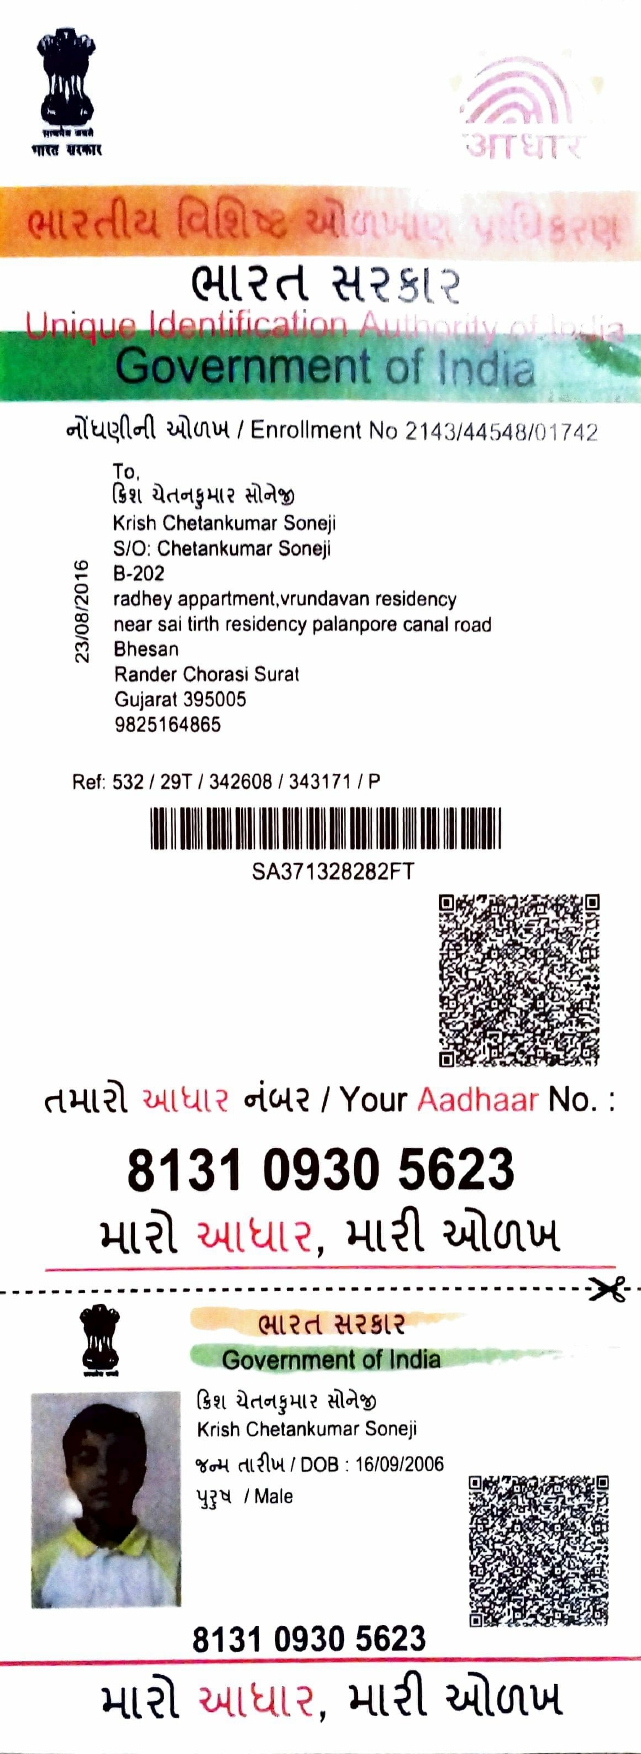 सत्यमेव जयते
भारत सरकार
आधार
ભારતીય વિશિષ્ટ ઓળખાણ પ્રાધિકરણ
ભારત સરકાર
Unique Identification Authority of India
Government of India
નોંધણીની ઓળખ / Enrollment No 2143/44548/01742
To,
ક્રિશ ચેતનકુમાર સોનેજી
Krish Chetankumar Soneji
S/O: Chetankumar Soneji
B-202
radhey appartment,vrundavan residency
near sai tirth residency palanpore canal road
Bhesan
Rander Chorasi Surat
Gujarat 395005
9825164865
23/08/2016
Ref: 532 / 29T / 342608 / 343171 / P
SA371328282FT
તમારો આધાર નંબર / Your Aadhaar No. :
8131 0930 5623
મારો આધાર, મારી ઓળખ
ભારત સરકાર
Government of India
ક્રિશ ચેતનકુમાર સોનેજી
Krish Chetankumar Soneji
જન્મ તારીખ / DOB : 16/09/2006
પુરુષ / Male
8131 0930 5623
મારો આધાર, મારી ઓળખ